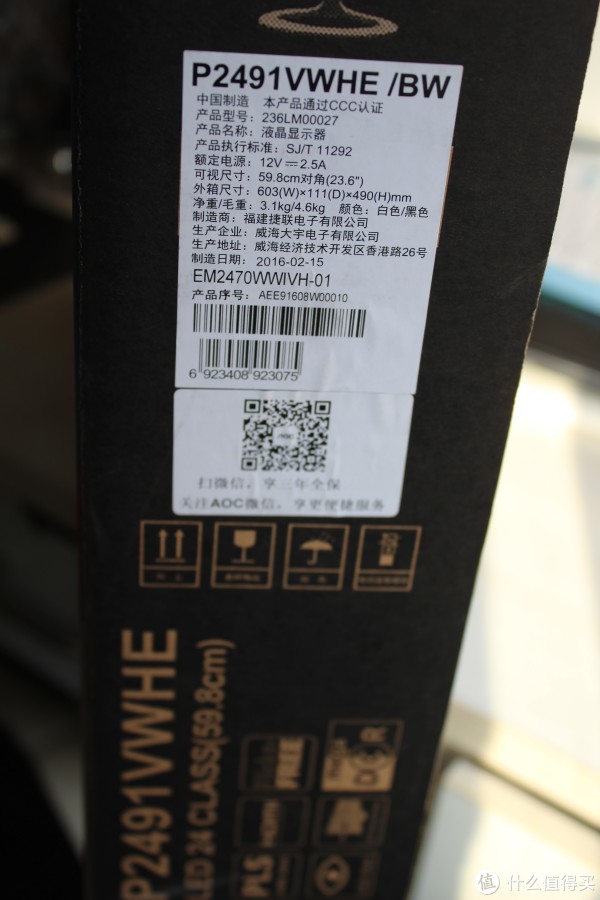 P2491VWHE /BW
中国制造 本产品通过CCC认证
产品型号：236LM00027
产品名称：液晶显示器
产品执行标准：SJ/T 11292
额定电源：12V⎓2.5A
可视尺寸：59.8cm对角(23.6")
外箱尺寸：603(W)×111(D)×490(H)mm
净重/毛重：3.1kg/4.6kg 颜色：白色/黑色
制造商：福建捷联电子有限公司
生产企业：威海大宇电子有限公司
生产地址：威海经济技术开发区香港路26号
制造日期：2016-02-15
EM2470WWIVH-01
产品序号：AEE91608W00010
6 923408 923075
扫微信，享三年全保
关注AOC微信，享更便捷服务
P2491VWHE
LED 24 CLASS(59.8cm)
FREE
PLS
值 什么值得买